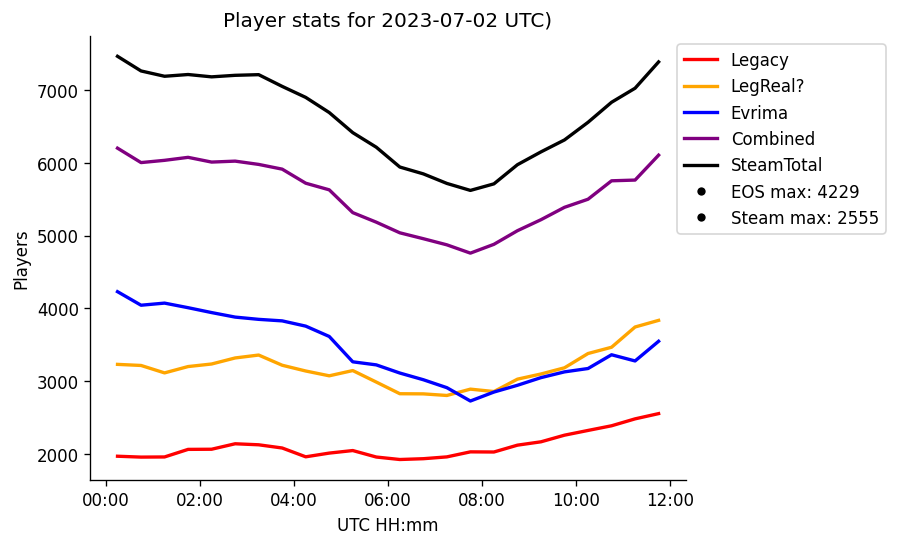 Player stats for 2023-07-02 UTC)
Legacy
LegReal?
Evrima
Combined
SteamTotal
EOS max: 4229
Steam max: 2555
Players
7000
6000
5000
4000
3000
2000
00:00 02:00 04:00 06:00 08:00 10:00 12:00
UTC HH:mm